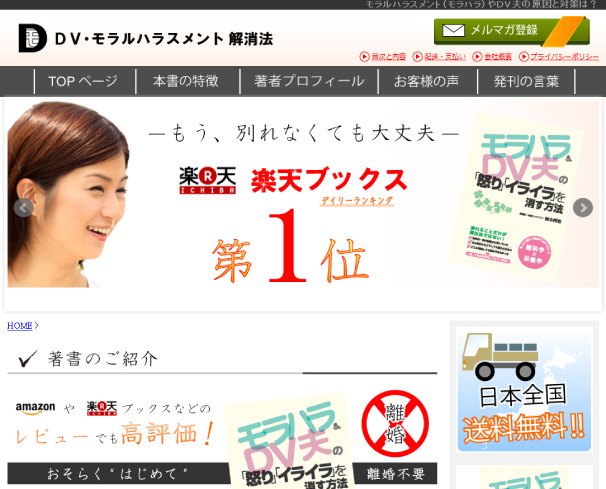 モラルハラスメント（モラハラ）やDV夫の原因と対策は？
DV・モラルハラスメント 解消法
メルマガ登録
目次と内容 配送・支払い 会社概要 プライバシーポリシー
TOPページ 本書の特徴 著者プロフィール お客様の声 発刊の言葉
―もう、別れなくても大丈夫―
楽天 楽天ブックス
ICHIBA デイリーランキング
第1位
モラハラ&
DV夫の
「怒り」「イライラ」を
消す方法
脳科学
栄養学
HOME >
著書のご紹介
amazon や 楽天 ブックスなどの
ICHIBA
レビューでも高評価！
おそらく“はじめて”
モラハラ&
DV夫の
「怒り」「イライラ」を
消す方法
離婚
離婚不要
日本全国
送料無料!!
モラハラ